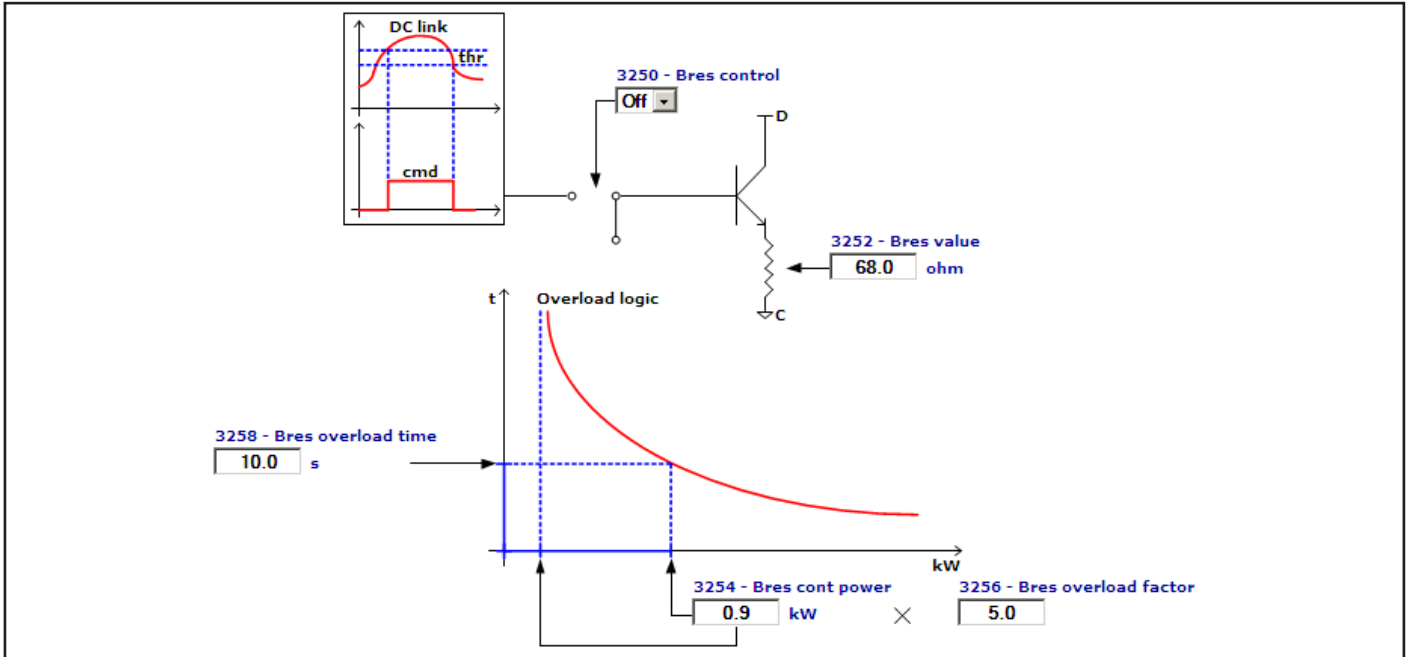 DC link
thr
cmd
3250 - Bres control
Off
D
3252 - Bres value
68.0 ohm
C
t
Overload logic
3258 - Bres overload time
10.0 s
kW
3254 - Bres cont power
0.9 kW
3256 - Bres overload factor
5.0